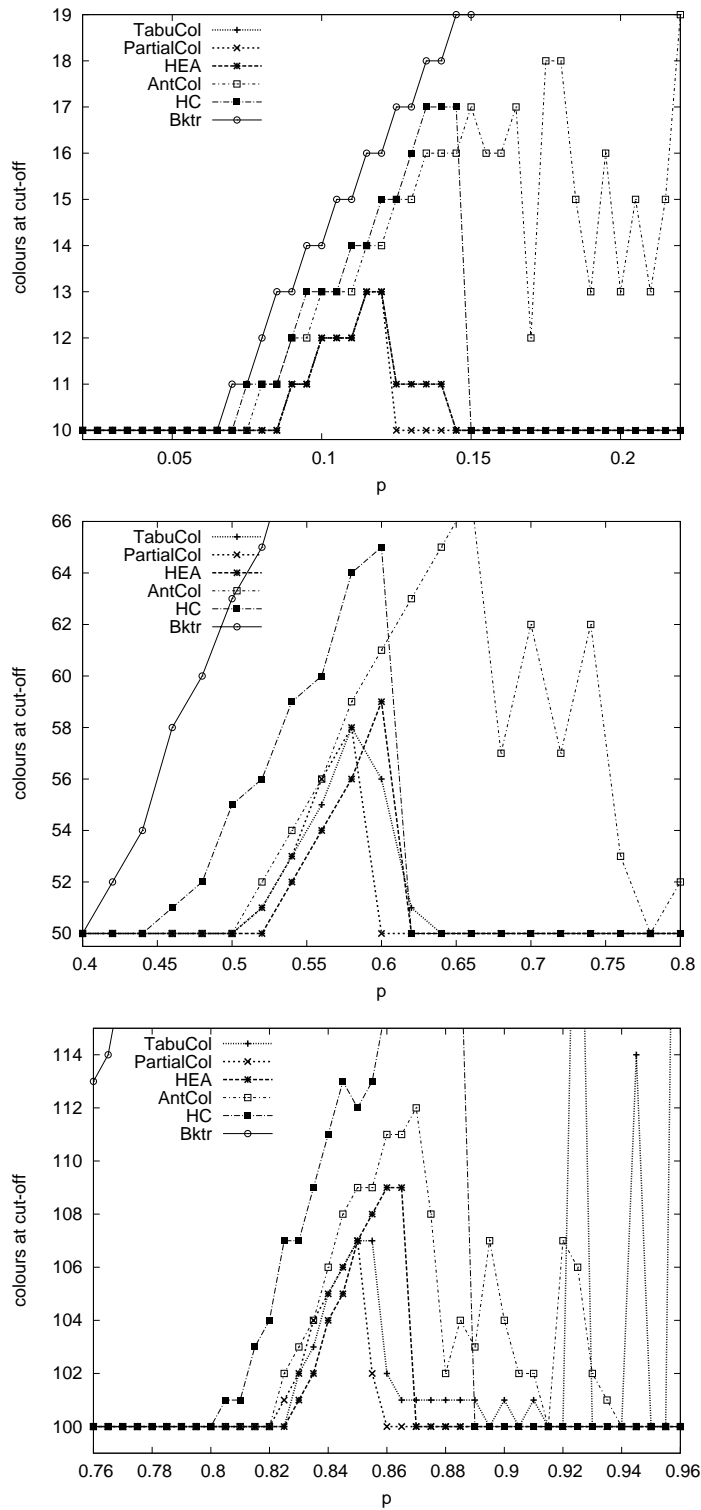 19
18
17
16
15
14
13
12
11
10
colours at cut-off
TabuCol
PartialCol
HEA
AntCol
HC
Bktr
0.05
0.1
0.15
0.2
p
66
64
62
60
58
56
54
52
50
colours at cut-off
TabuCol
PartialCol
HEA
AntCol
HC
Bktr
0.4
0.45
0.5
0.55
0.6
0.65
0.7
0.75
0.8
p
114
112
110
108
106
104
102
100
colours at cut-off
TabuCol
PartialCol
HEA
AntCol
HC
Bktr
0.76
0.78
0.8
0.82
0.84
0.86
0.88
0.9
0.92
0.94
0.96
p